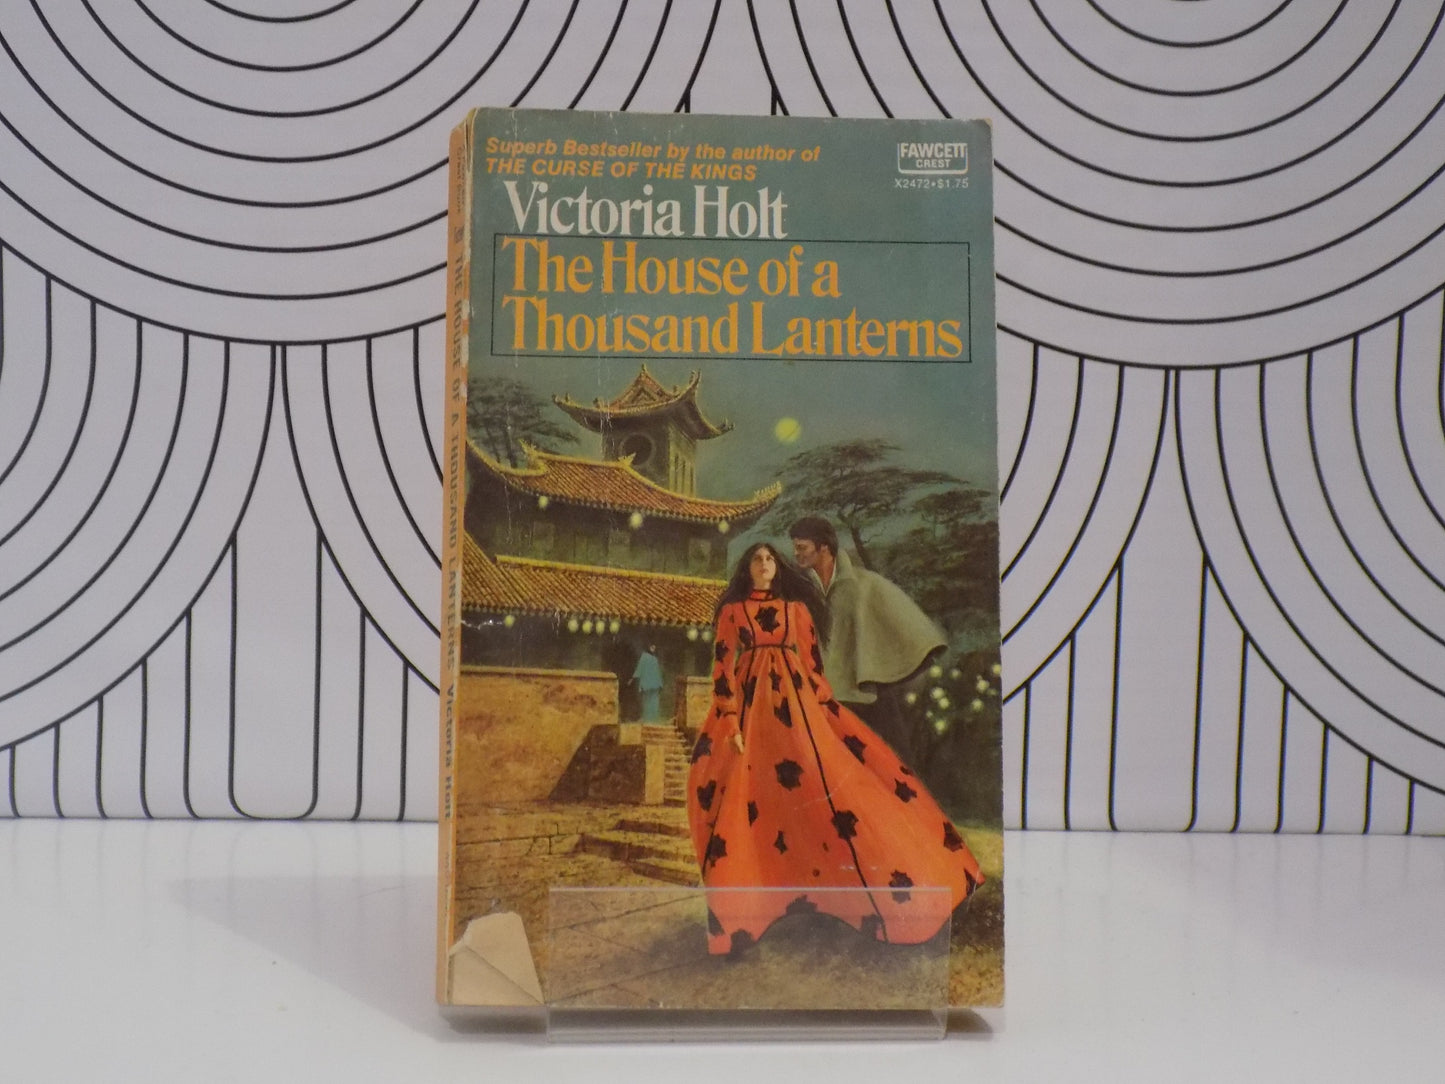 Superb Bestseller by the author of
THE CURSE OF THE KINGS
FAWCETT
CREST
X2472•$1.75
Victoria Holt
The House of a
Thousand Lanterns
THE HOUSE OF A THOUSAND LANTERNS Victoria Holt